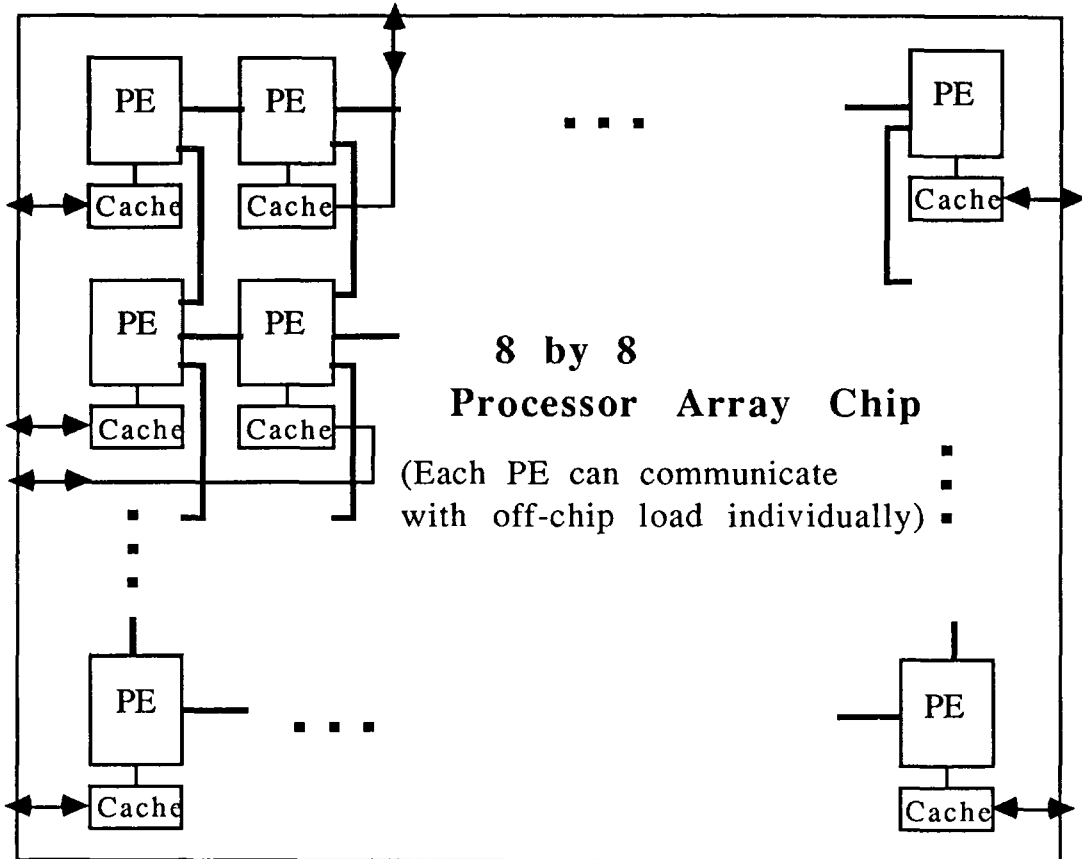 PE PE PE
Cache Cache Cache
PE PE
8 by 8
Processor Array Chip
Cache Cache
(Each PE can communicate
with off-chip load individually)
PE PE
Cache Cache